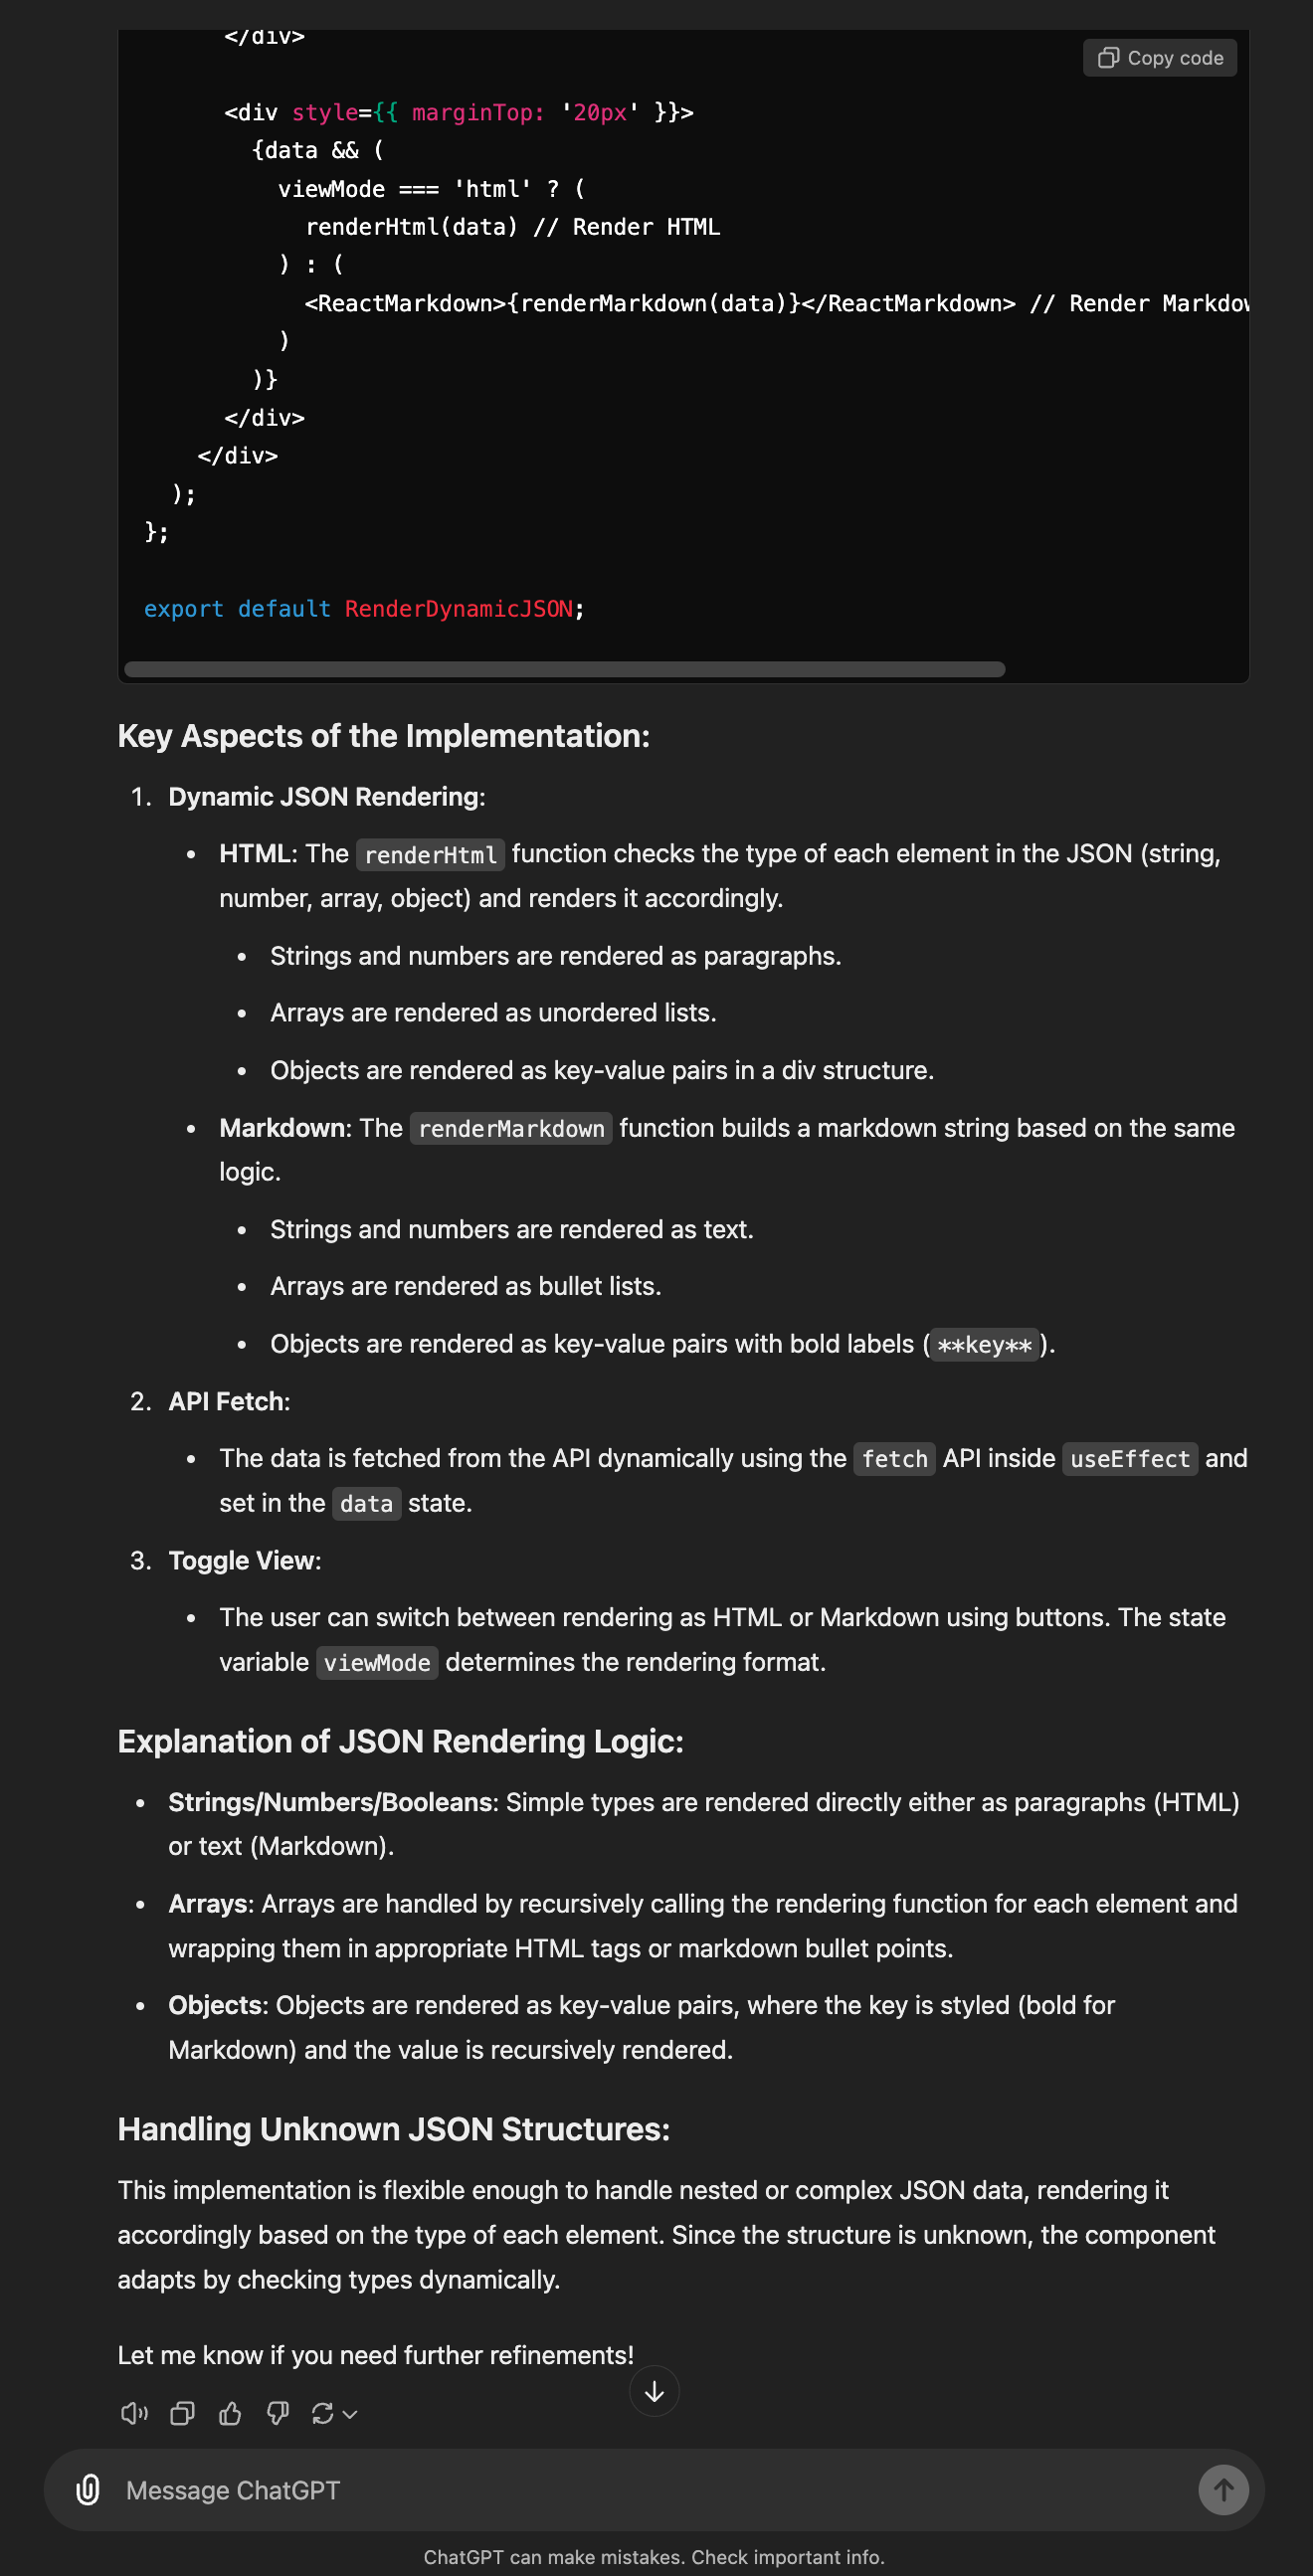 </div>
Copy code
<div style={{ marginTop: '20px' }}>
{data && (
viewMode === 'html' ? (
renderHtml(data) // Render HTML
) : (
<ReactMarkdown>{renderMarkdown(data)}</ReactMarkdown> // Render Markdow
)
)}
</div>
</div>
);
};
export default RenderDynamicJSON;
Key Aspects of the Implementation:
1. Dynamic JSON Rendering:
• HTML: The renderHtml function checks the type of each element in the JSON (string,
number, array, object) and renders it accordingly.
• Strings and numbers are rendered as paragraphs.
• Arrays are rendered as unordered lists.
• Objects are rendered as key-value pairs in a div structure.
• Markdown: The renderMarkdown function builds a markdown string based on the same
logic.
• Strings and numbers are rendered as text.
• Arrays are rendered as bullet lists.
• Objects are rendered as key-value pairs with bold labels (**key**).
2. API Fetch:
• The data is fetched from the API dynamically using the fetch API inside useEffect and
set in the data state.
3. Toggle View:
• The user can switch between rendering as HTML or Markdown using buttons. The state
variable viewMode determines the rendering format.
Explanation of JSON Rendering Logic:
• Strings/Numbers/Booleans: Simple types are rendered directly either as paragraphs (HTML)
or text (Markdown).
• Arrays: Arrays are handled by recursively calling the rendering function for each element and
wrapping them in appropriate HTML tags or markdown bullet points.
• Objects: Objects are rendered as key-value pairs, where the key is styled (bold for
Markdown) and the value is recursively rendered.
Handling Unknown JSON Structures:
This implementation is flexible enough to handle nested or complex JSON data, rendering it
accordingly based on the type of each element. Since the structure is unknown, the component
adapts by checking types dynamically.
Let me know if you need further refinements!
Message ChatGPT
ChatGPT can make mistakes. Check important info.